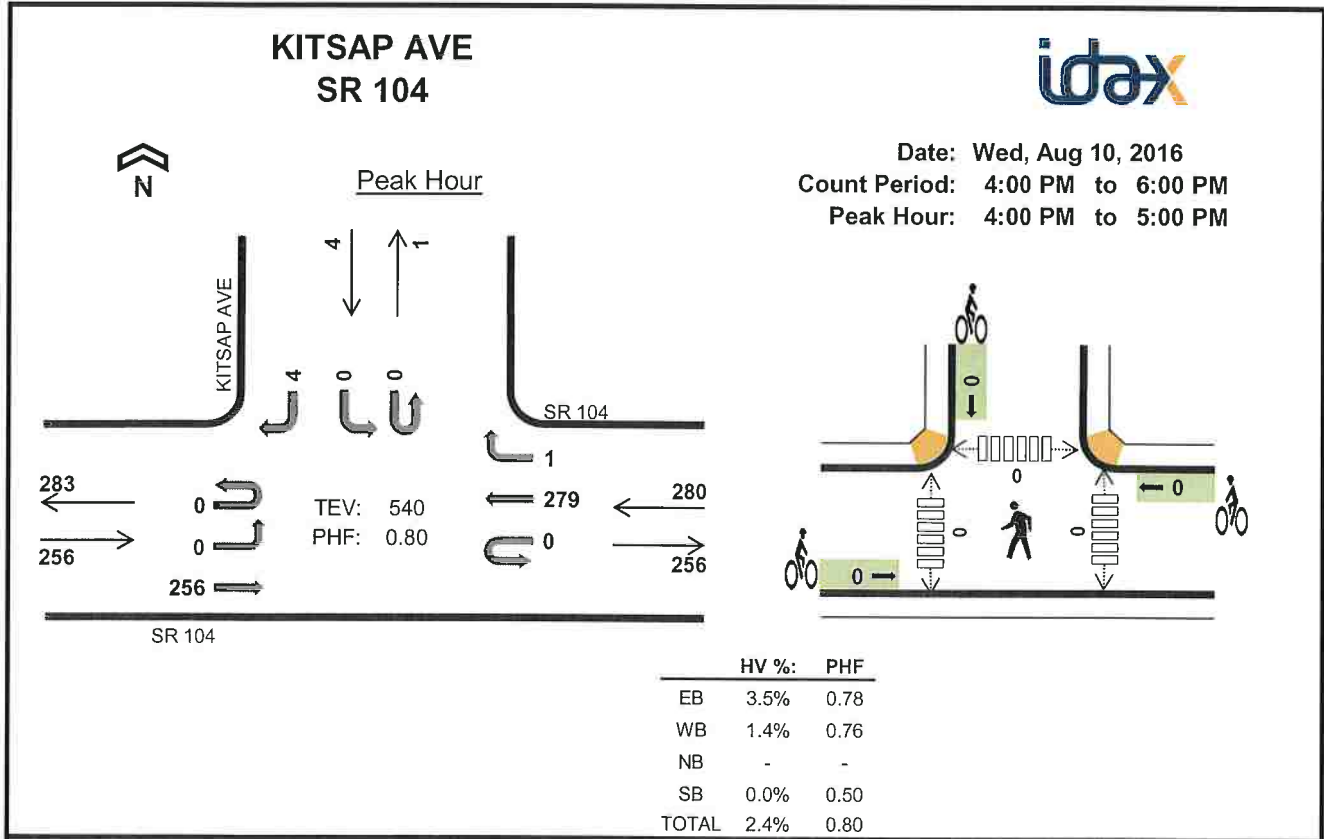 KITSAP AVE
SR 104
idax
N
Peak Hour
Date: Wed, Aug 10, 2016
Count Period: 4:00 PM to 6:00 PM
Peak Hour: 4:00 PM to 5:00 PM
4
1
KITSAP AVE
4
0
0
SR 104
1
283
0
TEV: 540
279
280
0
PHF: 0.80
0
256
256
256
SR 104
0
0
0
0
0
0
HV %: PHF
EB 3.5% 0.78
WB 1.4% 0.76
NB - -
SB 0.0% 0.50
TOTAL 2.4% 0.80